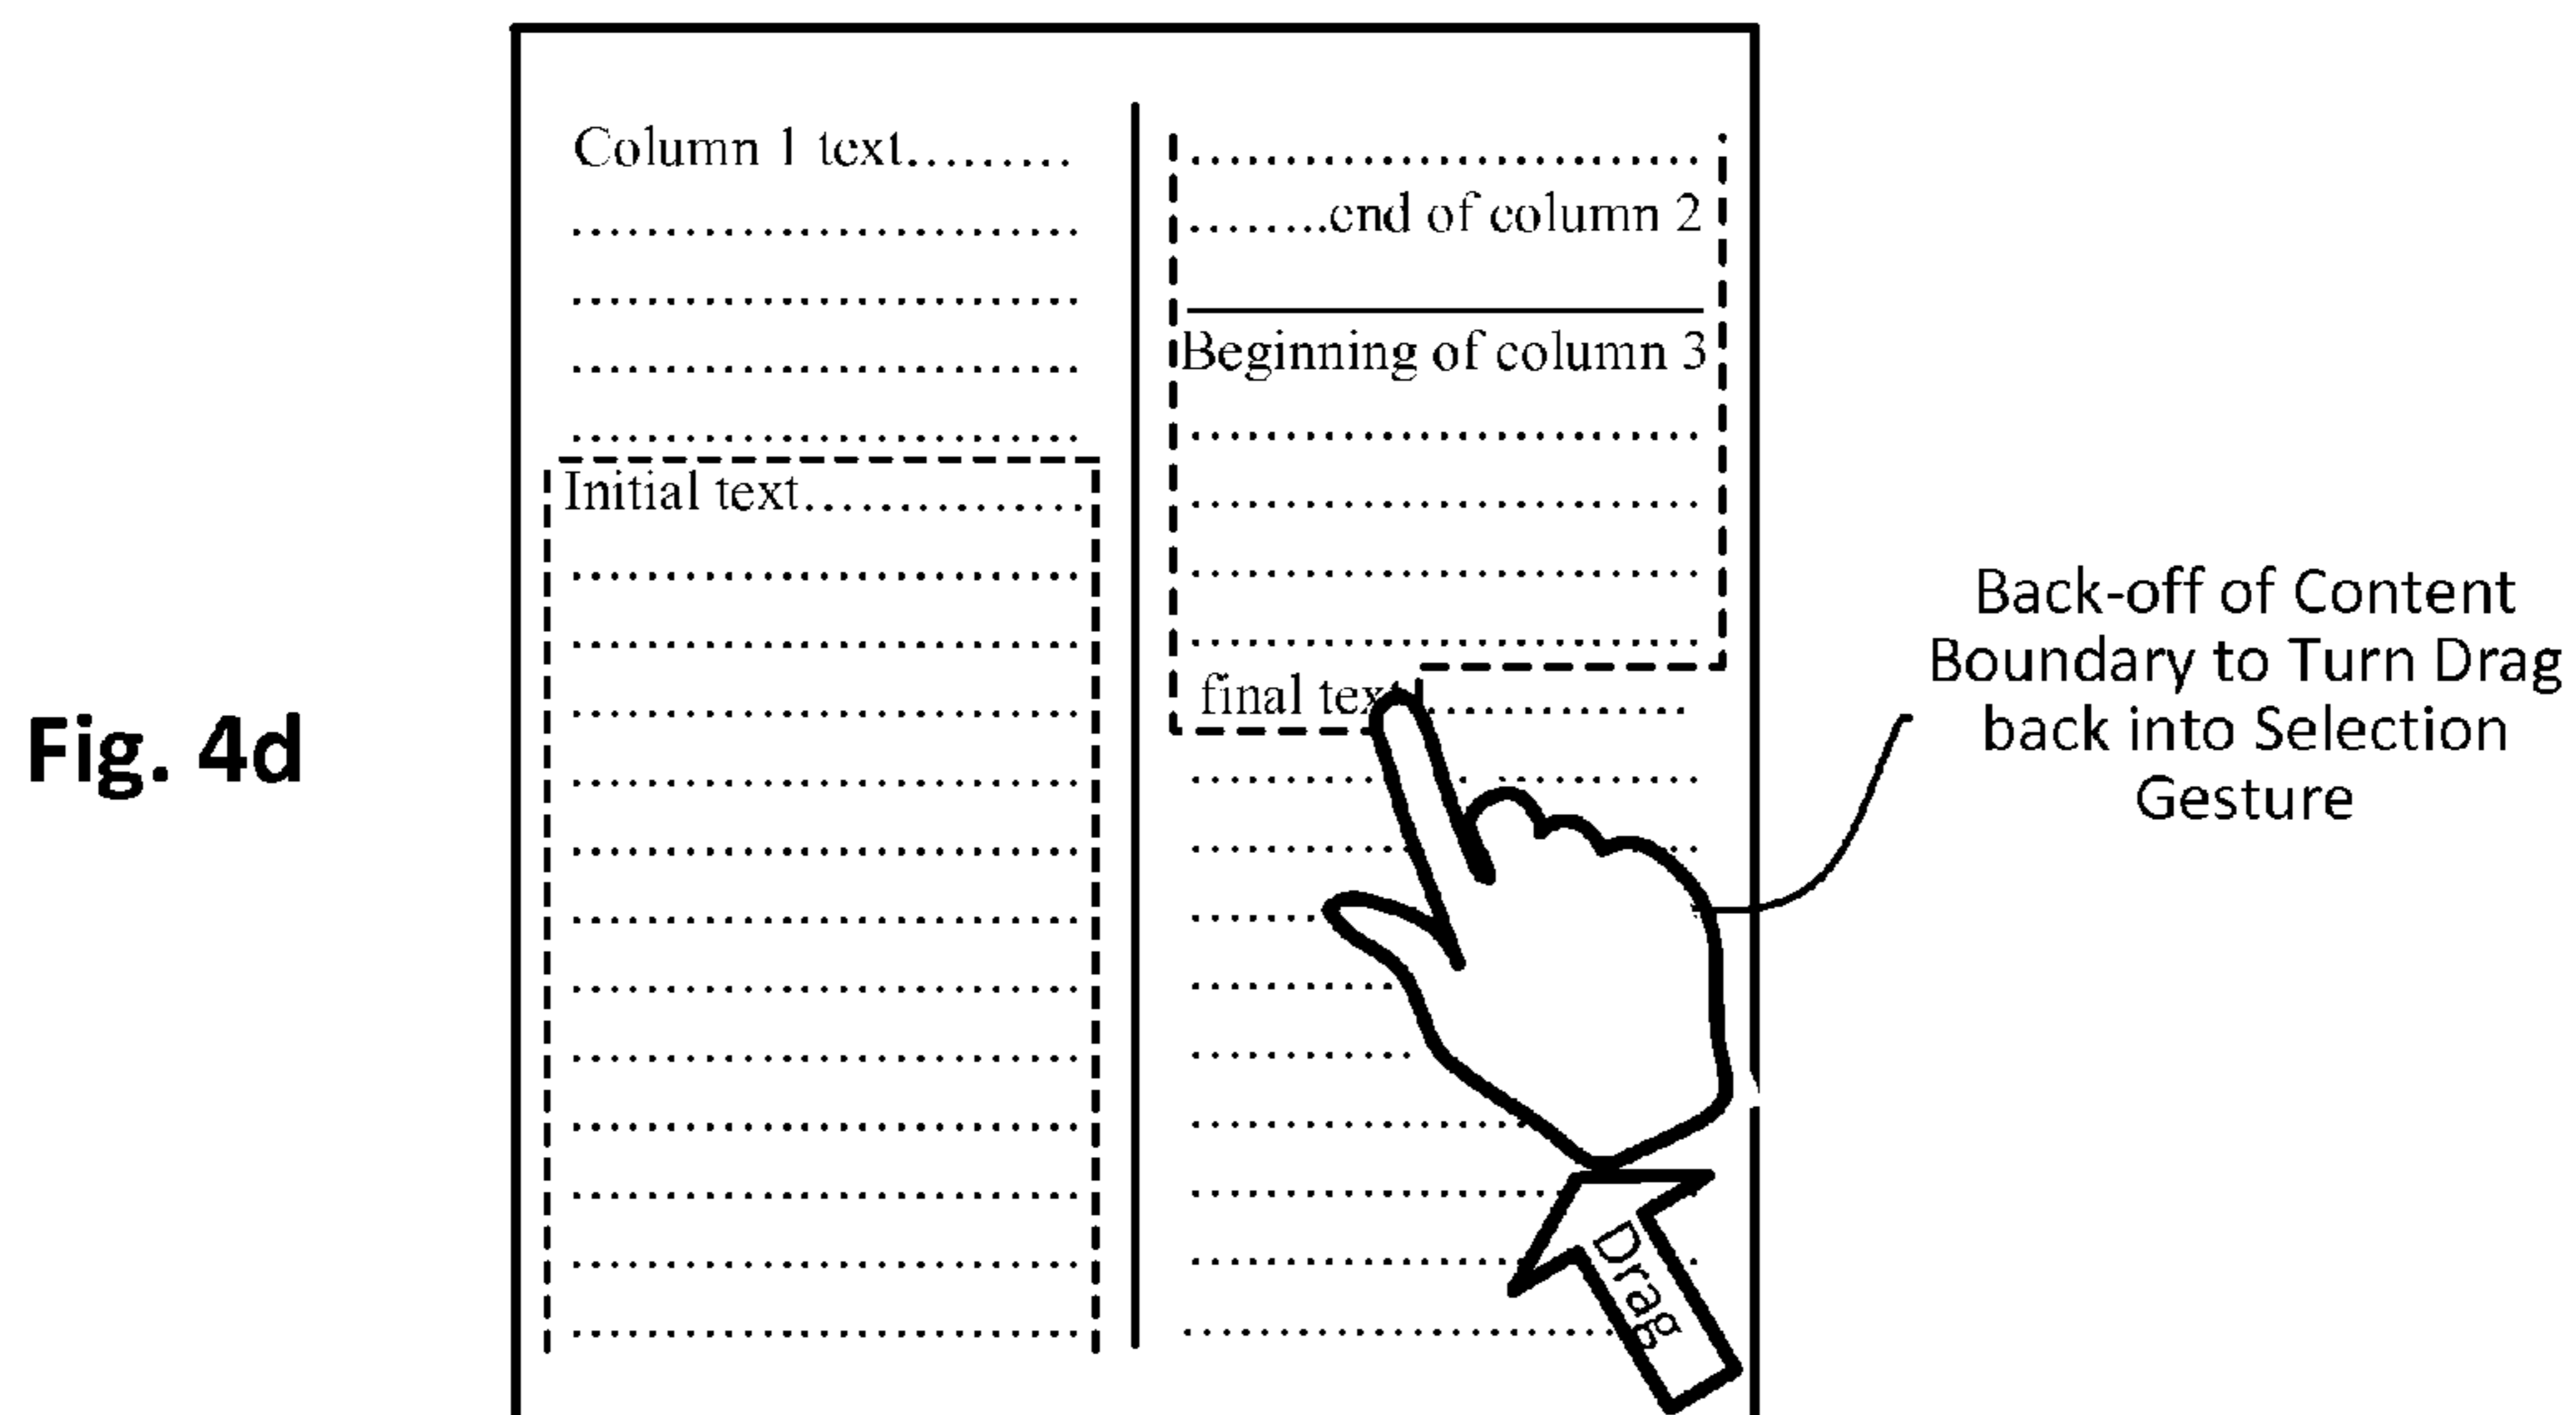 Fig. 4d
Column 1 text.........
Initial text...............
........end of column 2
Beginning of column 3
final text..............
Drag
Back-off of Content
Boundary to Turn Drag
back into Selection
Gesture